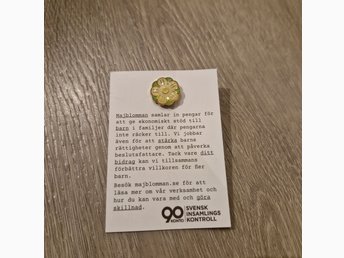 Majblomman samlar in pengar för
att ge ekonomiskt stöd till
barn i familjer där pengarna
inte räcker till. Vi jobbar
även för att stärka barns
rättigheter genom att påverka
beslutsfattare. Tack vare ditt
bidrag kan vi tillsammans
förbättra villkoren för fler
barn.
Besök majblomman.se för att
läsa mer om vår verksamhet och
hur du kan vara med och göra
skillnad.
90 KONTO
SVENSK
INSAMLINGS
KONTROLL